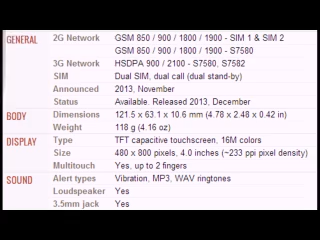 GENERAL 2G Network GSM 850 / 900 / 1800 / 1900 - SIM 1 & SIM 2
GSM 850 / 900 / 1800 / 1900 - S7580
3G Network HSDPA 900 / 2100 - S7580, S7582
SIM Dual SIM, dual call (dual stand-by)
Announced 2013, November
Status Available. Released 2013, December
BODY Dimensions 121.5 x 63.1 x 10.6 mm (4.78 x 2.48 x 0.42 in)
Weight 118 g (4.16 oz)
DISPLAY Type TFT capacitive touchscreen, 16M colors
Size 480 x 800 pixels, 4.0 inches (~233 ppi pixel density)
Multitouch Yes, up to 2 fingers
SOUND Alert types Vibration, MP3, WAV ringtones
Loudspeaker Yes
3.5mm jack Yes